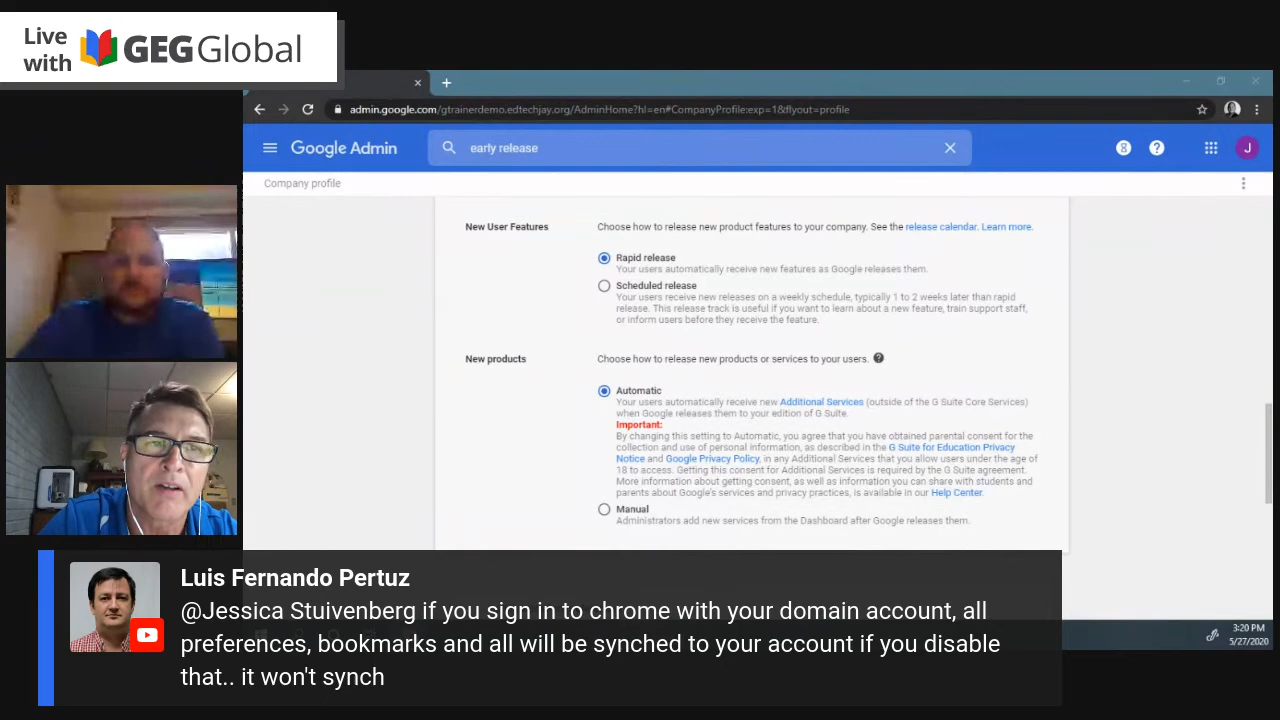 Live
with
GEG Global
admin.google.com/gtrainerdemo.edtechjay.org/AdminHome?hl=en#CompanyProfile:exp=1&flyout=profile
Google Admin
early release
J
Company profile
New User Features
Choose how to release new product features to your company. See the release calendar. Learn more.
Rapid release
Your users automatically receive new features as Google releases them.
Scheduled release
Your users receive new releases on a weekly schedule, typically 1 to 2 weeks later than rapid
release. This release track is useful if you want to learn about a new feature, train support staff,
or inform users before they receive the feature.
New products
Choose how to release new products or services to your users.
Automatic
Your users automatically receive new Additional Services (outside of the G Suite Core Services)
when Google releases them to your edition of G Suite.
Important:
By changing this setting to Automatic, you agree that you have obtained parental consent for the
collection and use of personal information, as described in the G Suite for Education Privacy
Notice and Google Privacy Policy, in any Additional Services that you allow users under the age of
18 to access. Getting this consent for Additional Services is required by the G Suite agreement.
More information about getting consent, as well as information you can share with students and
parents about Google's services and privacy practices, is available in our Help Center.
Manual
Administrators add new services from the Dashboard after Google releases them.
3:20 PM
5/27/2020
Luis Fernando Pertuz
@Jessica Stuivenberg if you sign in to chrome with your domain account, all
preferences, bookmarks and all will be synched to your account if you disable
that.. it won't synch